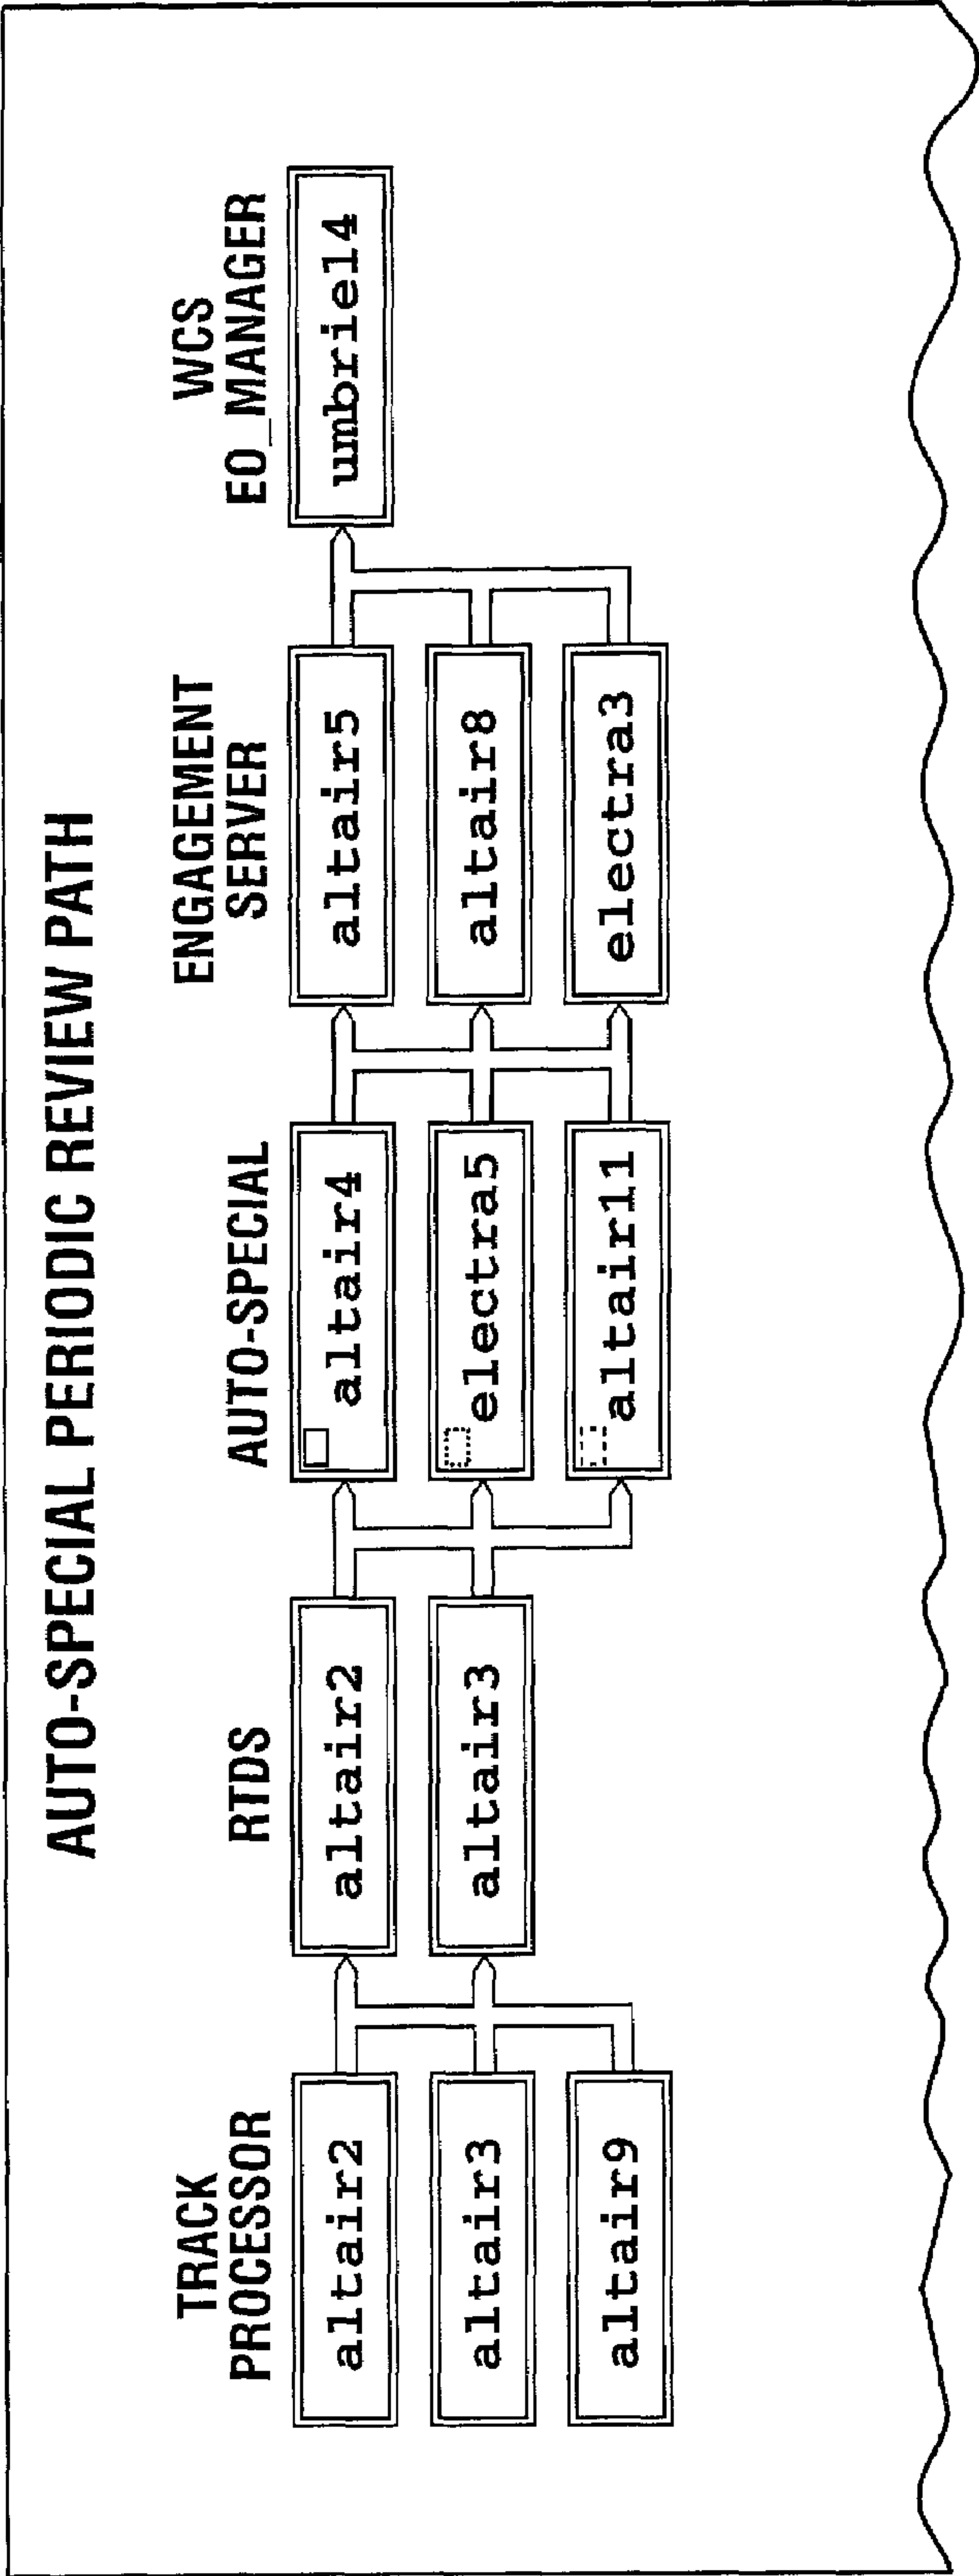 AUTO-SPECIAL PERIODIC REVIEW PATH
TRACK
PROCESSOR
altair2
altair3
altair9
RTDS
altair2
altair3
AUTO-SPECIAL
altair4
electra5
altair11
ENGAGEMENT
SERVER
altair5
altair8
electra3
WCS
EO_MANAGER
umbriel4